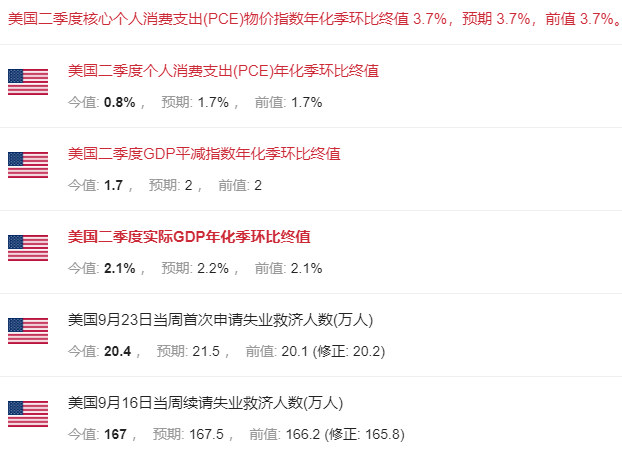 美国二季度核心个人消费支出(PCE)物价指数年化季环比终值 3.7%，预期 3.7%，前值 3.7%。
美国二季度个人消费支出(PCE)年化季环比终值
今值: 0.8%， 预期: 1.7%， 前值: 1.7%
美国二季度GDP平减指数年化季环比终值
今值: 1.7， 预期: 2， 前值: 2
美国二季度实际GDP年化季环比终值
今值: 2.1%， 预期: 2.2%， 前值: 2.1%
美国9月23日当周首次申请失业救济人数(万人)
今值: 20.4， 预期: 21.5， 前值: 20.1 (修正: 20.2)
美国9月16日当周续请失业救济人数(万人)
今值: 167， 预期: 167.5， 前值: 166.2 (修正: 165.8)